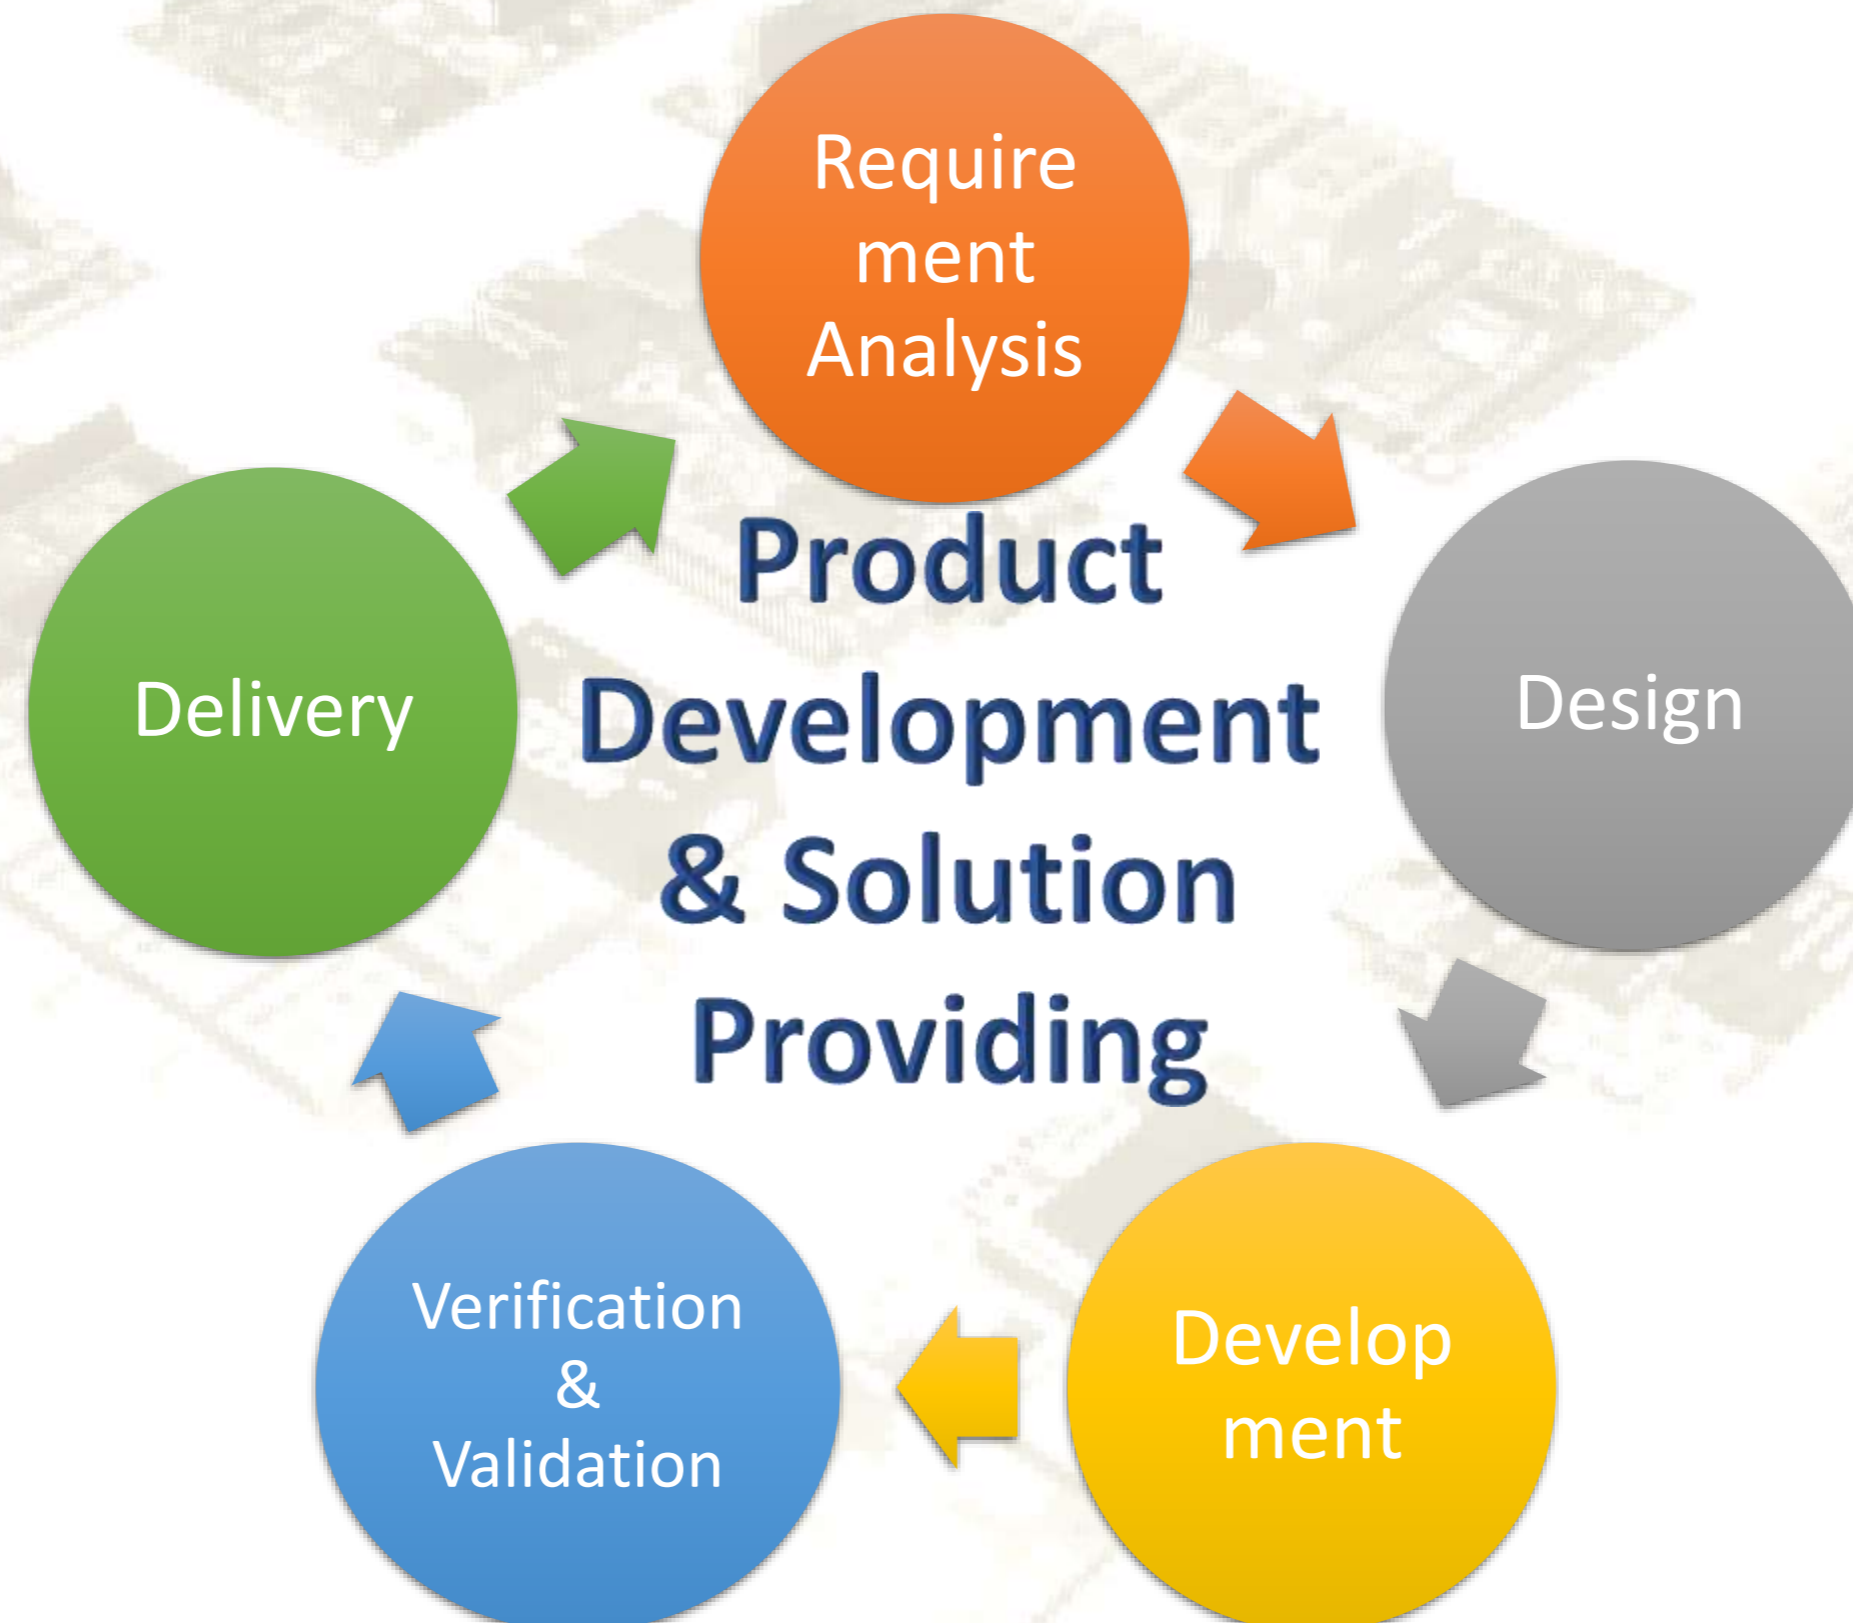 Require
ment
Analysis
Design
Develop
ment
Verification
&
Validation
Delivery
Product
Development
& Solution
Providing